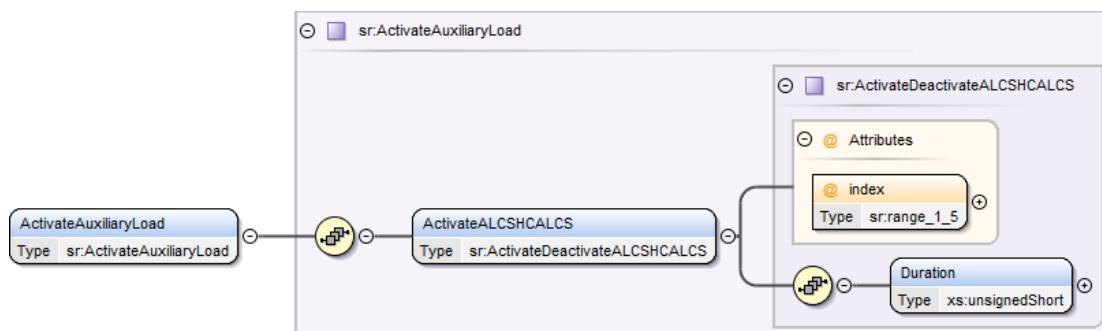 sr:ActivateAuxiliaryLoad
sr:ActivateDeactivateALCSHCALCS
@ Attributes
@ index
Type sr:range_1_5
ActivateAuxiliaryLoad
Type sr:ActivateAuxiliaryLoad
ActivateALCSHCALCS
Type sr:ActivateDeactivateALCSHCALCS
Duration
Type xs:unsignedShort